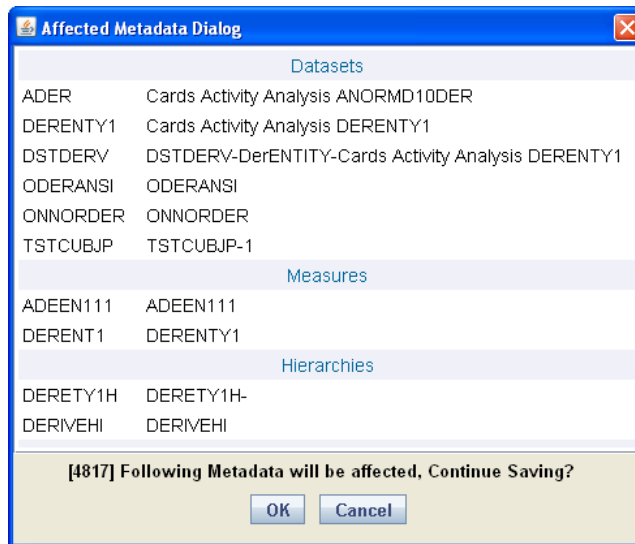 Affected Metadata Dialog
Datasets
ADER Cards Activity Analysis ANORMD10DER
DERENTY1 Cards Activity Analysis DERENTY1
DSTDERV DSTDERV-DerENTITY-Cards Activity Analysis DERENTY1
ODERANSI ODERANSI
ONNORDER ONNORDER
TSTCUBJP TSTCUBJP-1
Measures
ADEEN111 ADEEN111
DERENT1 DERENTY1
Hierarchies
DERETY1H DERETY1H-
DERIVEHI DERIVEHI
[4817] Following Metadata will be affected, Continue Saving?
OK Cancel